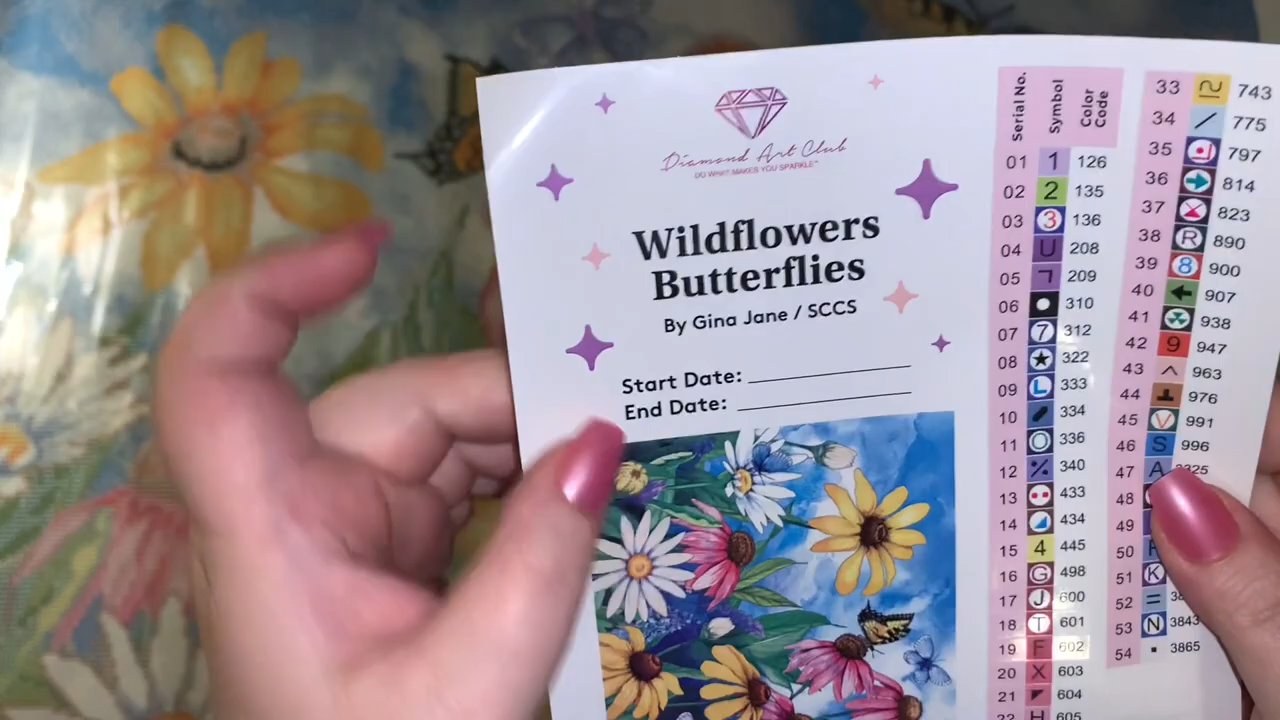 Diamond Art Club
DO WHAT MAKES YOU SPARKLE™
Wildflowers
Butterflies
By Gina Jane / SCCS
Start Date:
End Date:
Serial No. Symbol Color Code
01 1 126
02 2 135
03 3 136
04 U 208
05 209
06 310
07 7 312
08 ★ 322
09 L 333
10 334
11 336
12 340
13 433
14 434
15 4 445
16 G 498
17 J 600
18 T 601
19 F 602
20 X 603
21 604
22 H 605
33 743
34 / 775
35 797
36 814
37 823
38 R 890
39 8 900
40 907
41 938
42 9 947
43 963
44 976
45 V 991
46 S 996
47 A
48
49
50
51 K
52 =
53 N 3843
54 3865